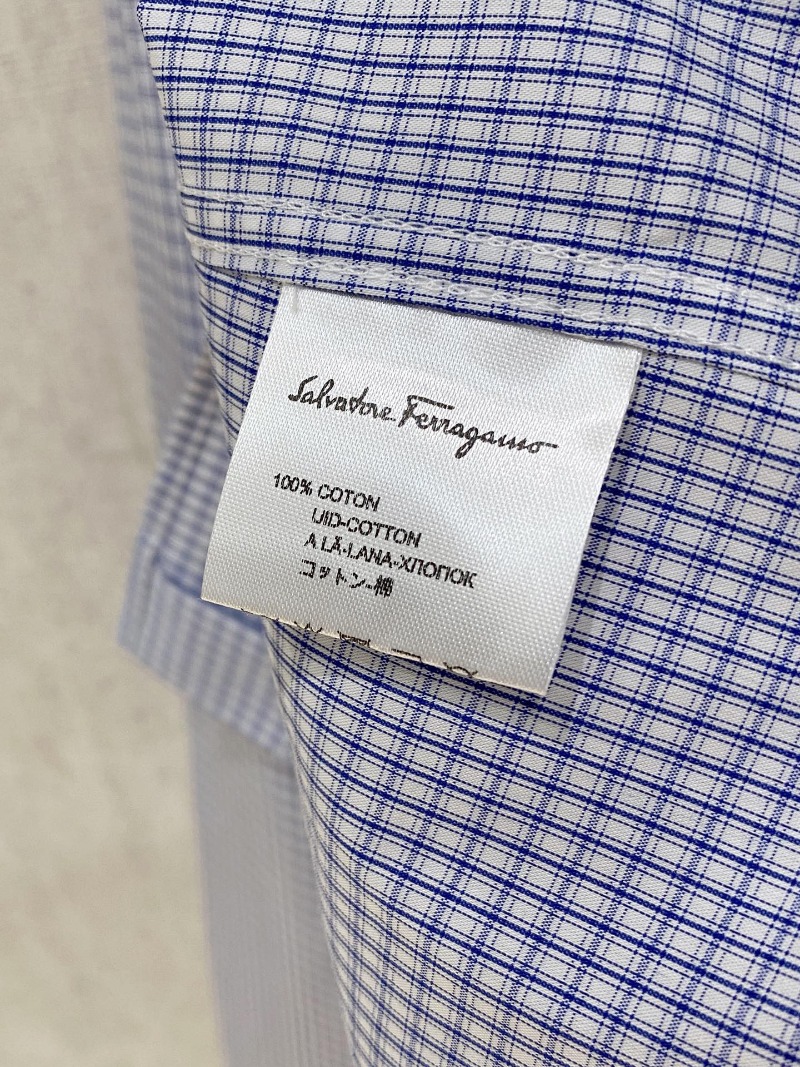 Salvatore Ferragamo
100% COTON
UID-COTTON
A LÃ-LANA-ХЛОПОК
コットン-棉